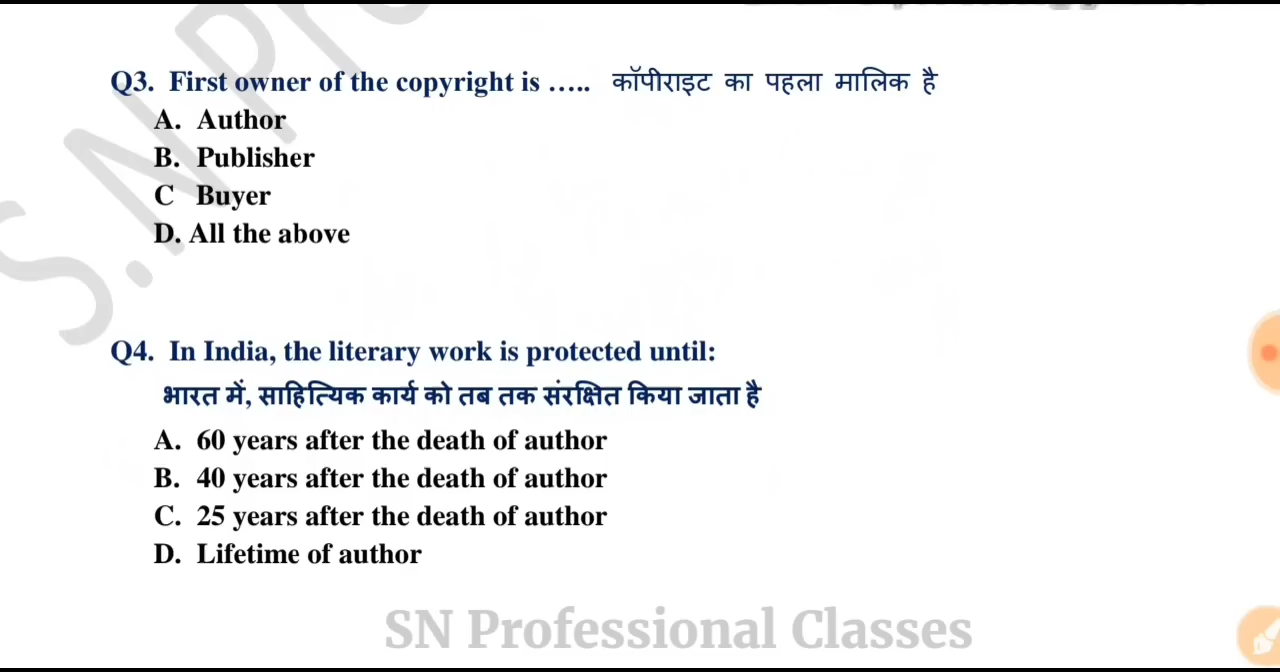 Q3. First owner of the copyright is ..... कॉपीराइट का पहला मालिक है
A. Author
B. Publisher
C Buyer
D. All the above
Q4. In India, the literary work is protected until:
भारत में, साहित्यिक कार्य को तब तक संरक्षित किया जाता है
A. 60 years after the death of author
B. 40 years after the death of author
C. 25 years after the death of author
D. Lifetime of author
SN Professional Classes
S.N Pr